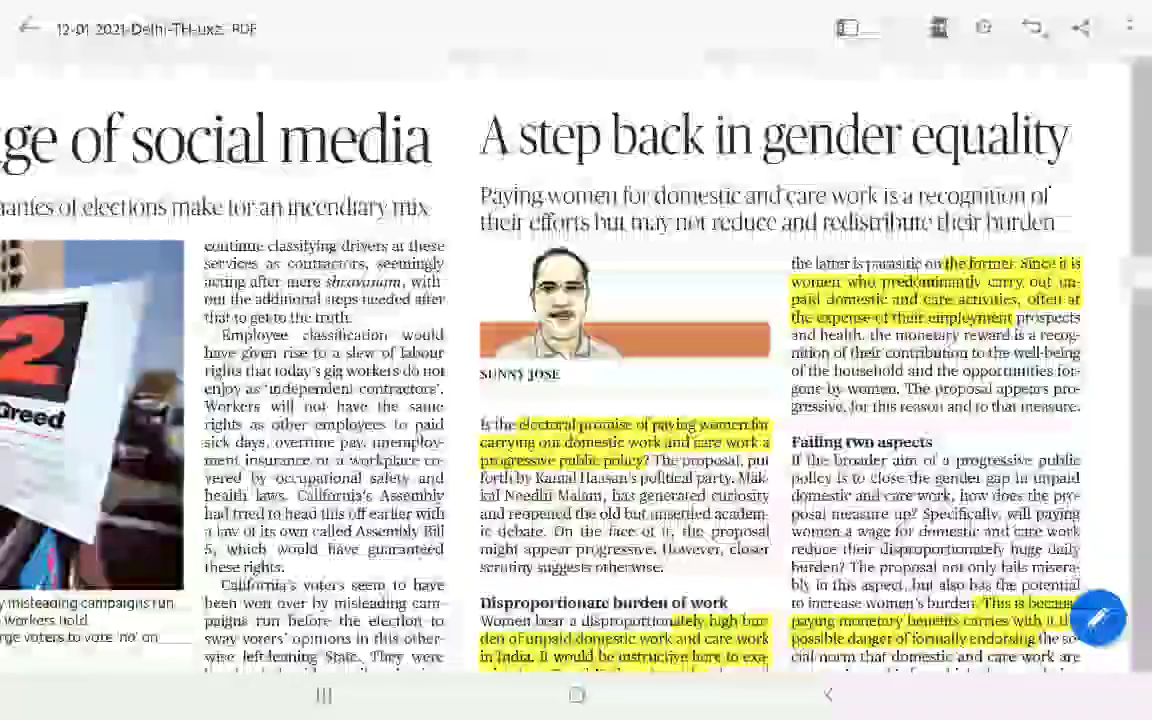 12-01 2021-Delhi-TH-uxz. PDF
ge of social media
of elections make for an incendiary mix
2
Greed
misleading campaigns run
workers hold
urge voters to vote 'no' on
continue classifying drivers at these
services as contractors, seemingly
acting after mere shravanam, with-
out the additional steps needed after
that to get to the truth.
Employee classification would
have given rise to a slew of labour
rights that today's gig workers do not
enjoy as 'independent contractors'.
Workers will not have the same
rights as other employees to paid
sick days, overtime pay, unemploy-
ment insurance or a workplace co-
vered by occupational safety and
health laws. California's Assembly
had tried to head this off earlier with
a law of its own called Assembly Bill
5, which would have guaranteed
these rights.
California's voters seem to have
been won over by misleading cam-
paigns run before the election to
sway voters' opinions in this other-
wise left-leaning State. They were
A step back in gender equality
Paying women for domestic and care work is a recognition of
their efforts but may not reduce and redistribute their burden
SUNNY JOSE
Is the electoral promise of paying women for
carrying out domestic work and care work a
progressive public policy? The proposal, put
forth by Kamal Haasan's political party, Mak-
kal Needhi Maiam, has generated curiosity
and reopened the old but unsettled academ-
ic debate. On the face of it, the proposal
might appear progressive. However, closer
scrutiny suggests otherwise.
Disproportionate burden of work
Women bear a disproportionately high bur-
den of unpaid domestic work and care work
in India. It would be instructive here to exa-
the latter is parasitic on the former. Since it is
women who predominantly carry out un-
paid domestic and care activities, often at
the expense of their employment prospects
and health, the monetary reward is a recog-
nition of their contribution to the well-being
of the household and the opportunities for-
gone by women. The proposal appears pro-
gressive, for this reason and to that measure.
Failing two aspects
If the broader aim of a progressive public
policy is to close the gender gap in unpaid
domestic and care work, how does the pro-
posal measure up? Specifically, will paying
women a wage for domestic and care work
reduce their disproportionately huge daily
burden? The proposal not only fails misera-
bly in this aspect, but also has the potential
to increase women's burden. This is because
paying monetary benefits carries with it the
possible danger of formally endorsing the so-
cial norm that domestic and care work are